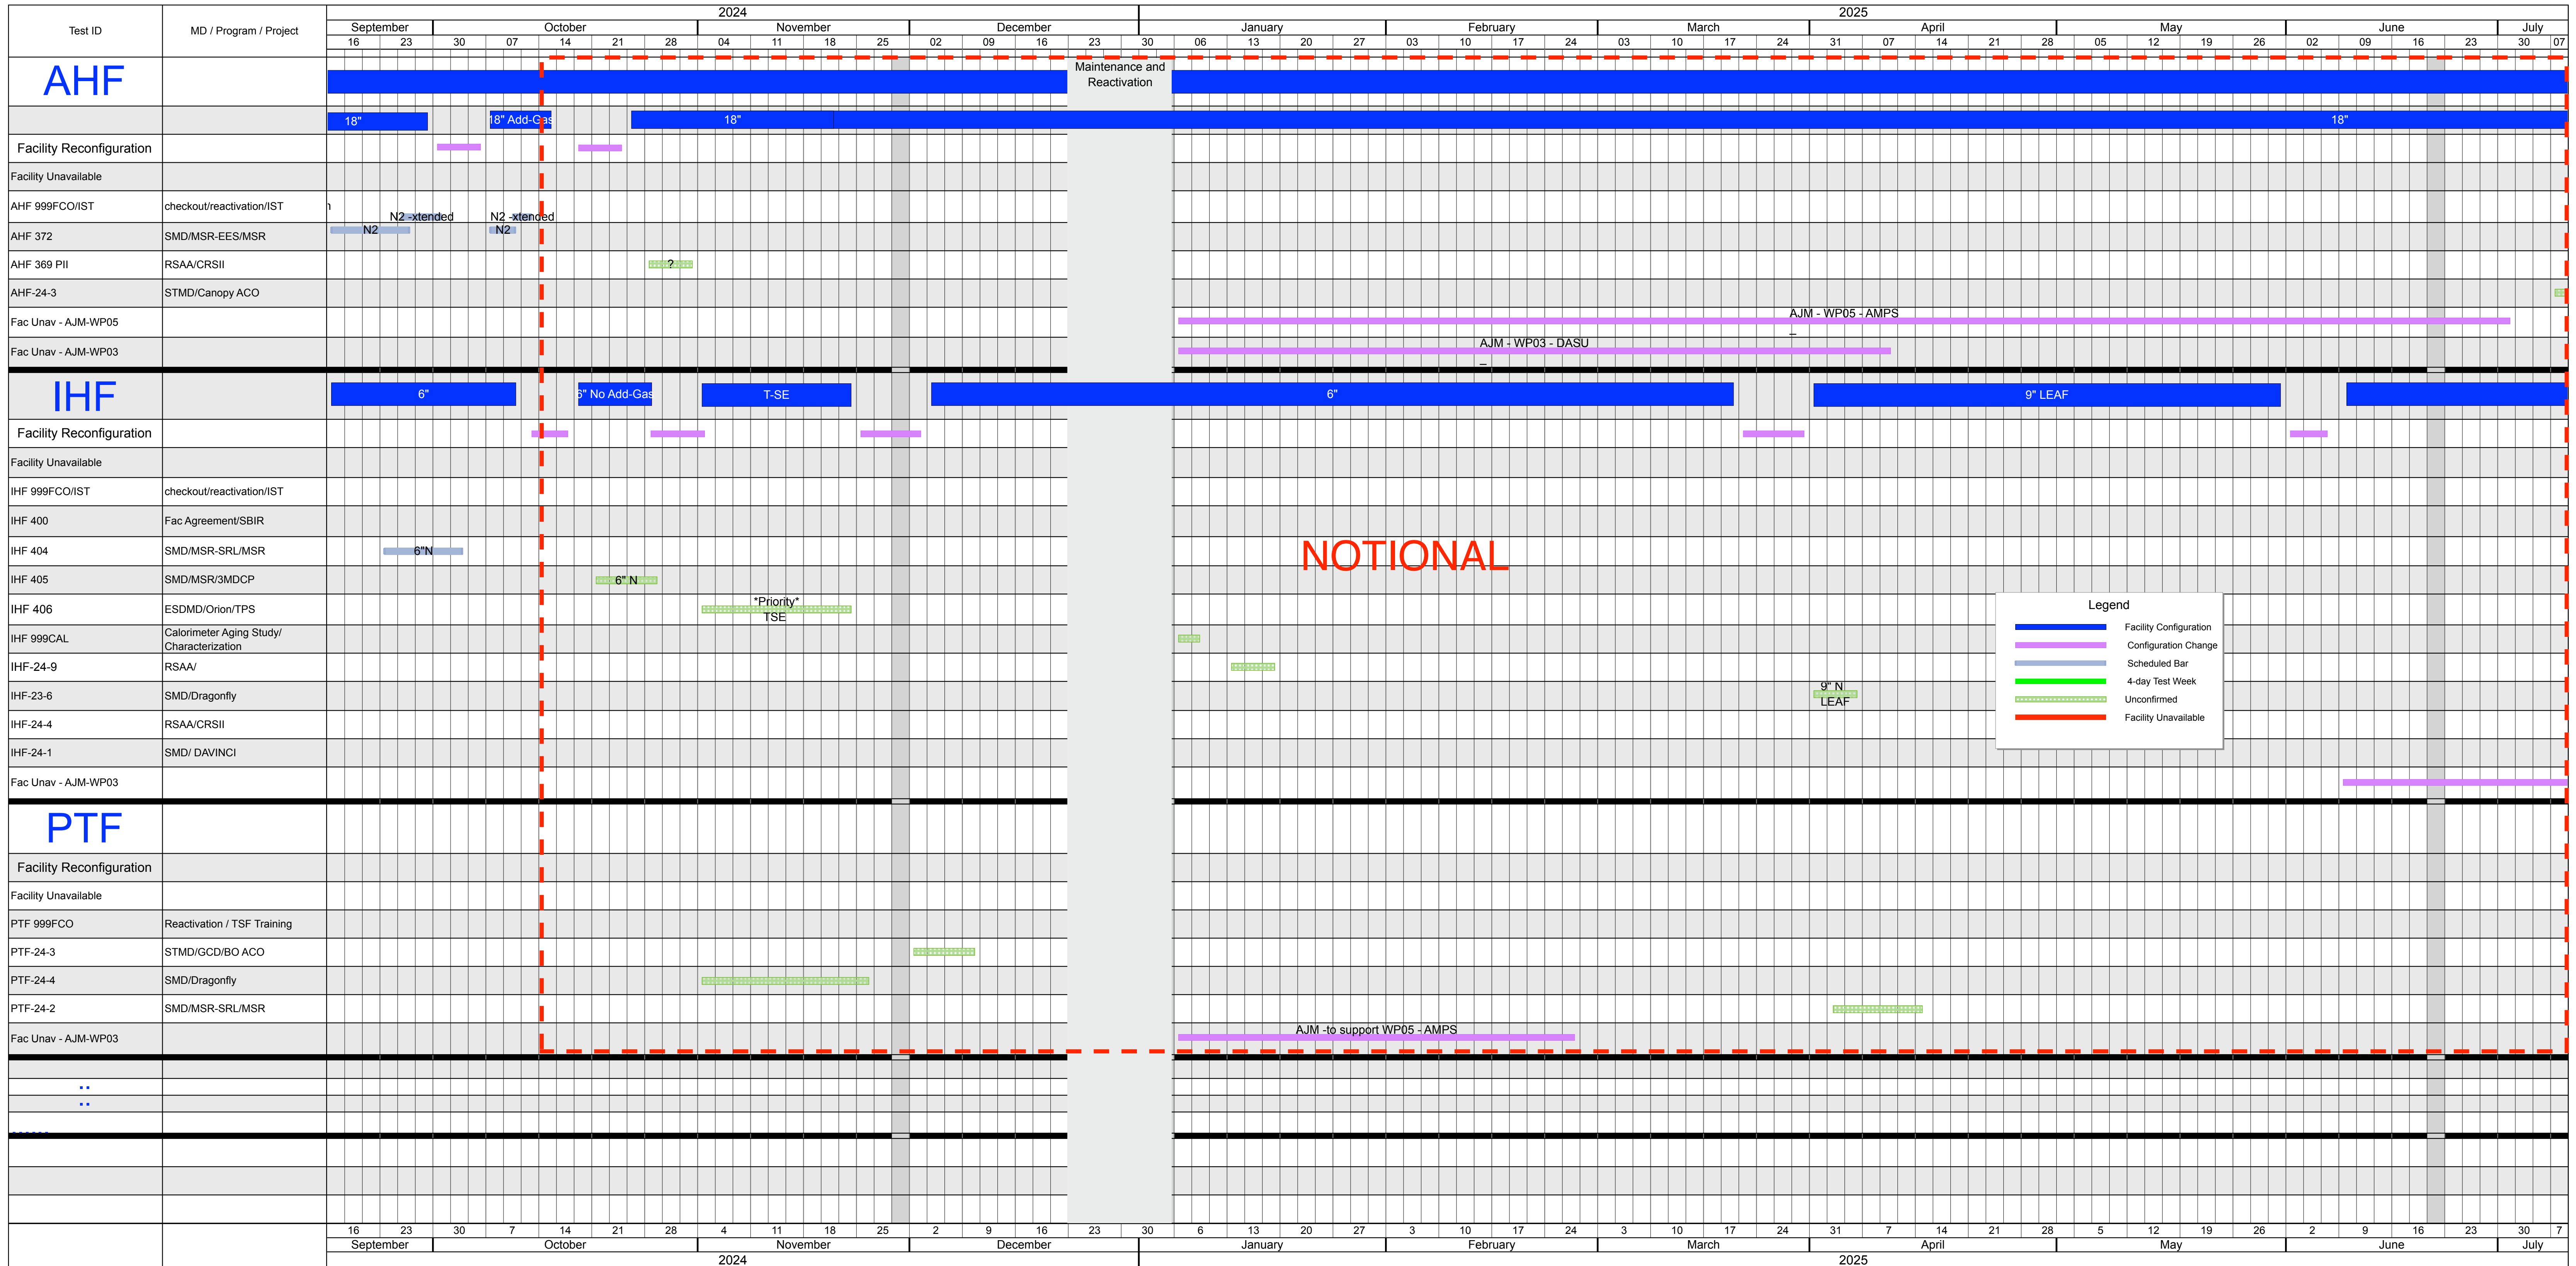 2024 2025
Test ID MD / Program / Project September October November December January February March April May June July
16 23 30 07 14 21 28 04 11 18 25 02 09 16 23 30 06 13 20 27 03 10 17 24 03 10 17 24 31 07 14 21 28 05 12 19 26 02 09 16 23 30 07
AHF
Maintenance and
Reactivation
18" 18" Add-Gas 18" 18"
Facility Reconfiguration
Facility Unavailable
AHF 999FCO/IST checkout/reactivation/IST
N2 -xtended N2 -xtended
AHF 372 SMD/MSR-EES/MSR N2 N2
AHF 369 PII RSAA/CRSII ?
AHF-24-3 STMD/Canopy ACO
Fac Unav - AJM-WP05 AJM - WP05 - AMPS
_
Fac Unav - AJM-WP03 AJM - WP03 - DASU
_
IHF 6" 6" No Add-Gas T-SE 6" 9" LEAF
Facility Reconfiguration
Facility Unavailable
IHF 999FCO/IST checkout/reactivation/IST
IHF 400 Fac Agreement/SBIR
IHF 404 SMD/MSR-SRL/MSR 6"N
NOTIONAL
IHF 405 SMD/MSR/3MDCP 6" N
IHF 406 ESDMD/Orion/TPS *Priority*
TSE
IHF 999CAL Calorimeter Aging Study/
Characterization
IHF-24-9 RSAA/
IHF-23-6 SMD/Dragonfly 9" N
LEAF
IHF-24-4 RSAA/CRSII
IHF-24-1 SMD/ DAVINCI
Fac Unav - AJM-WP03
Legend
Facility Configuration
Configuration Change
Scheduled Bar
4-day Test Week
Unconfirmed
Facility Unavailable
PTF
Facility Reconfiguration
Facility Unavailable
PTF 999FCO Reactivation / TSF Training
PTF-24-3 STMD/GCD/BO ACO
PTF-24-4 SMD/Dragonfly
PTF-24-2 SMD/MSR-SRL/MSR
Fac Unav - AJM-WP03 AJM -to support WP05 - AMPS
16 23 30 7 14 21 28 4 11 18 25 2 9 16 23 30 6 13 20 27 3 10 17 24 3 10 17 24 31 7 14 21 28 5 12 19 26 2 9 16 23 30 7
September October November December January February March April May June July
2024 2025